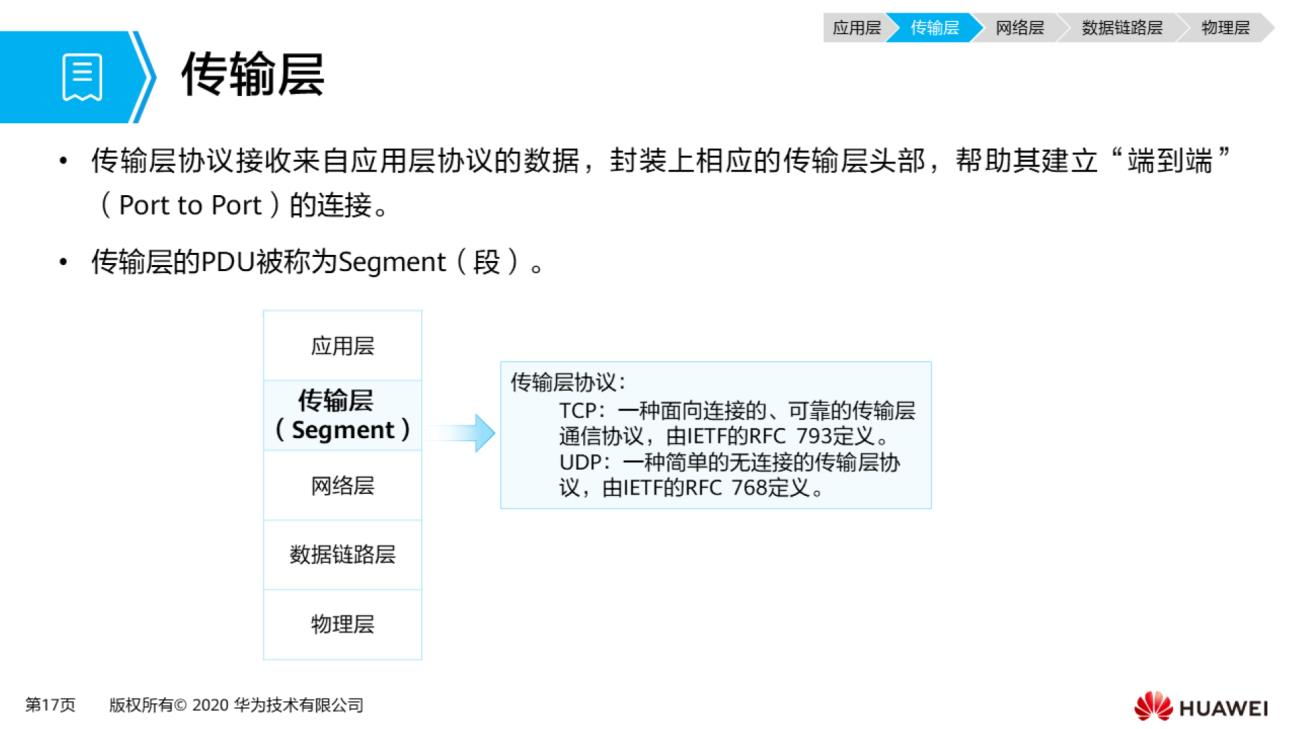 应用层 传输层 网络层 数据链路层 物理层
传输层
• 传输层协议接收来自应用层协议的数据，封装上相应的传输层头部，帮助其建立“端到端”
（Port to Port）的连接。
• 传输层的PDU被称为Segment（段）。
应用层
传输层
（Segment）
网络层
数据链路层
物理层
传输层协议：
TCP：一种面向连接的、可靠的传输层
通信协议，由IETF的RFC 793定义。
UDP：一种简单的无连接的传输层协
议，由IETF的RFC 768定义。
第17页 版权所有© 2020 华为技术有限公司
HUAWEI